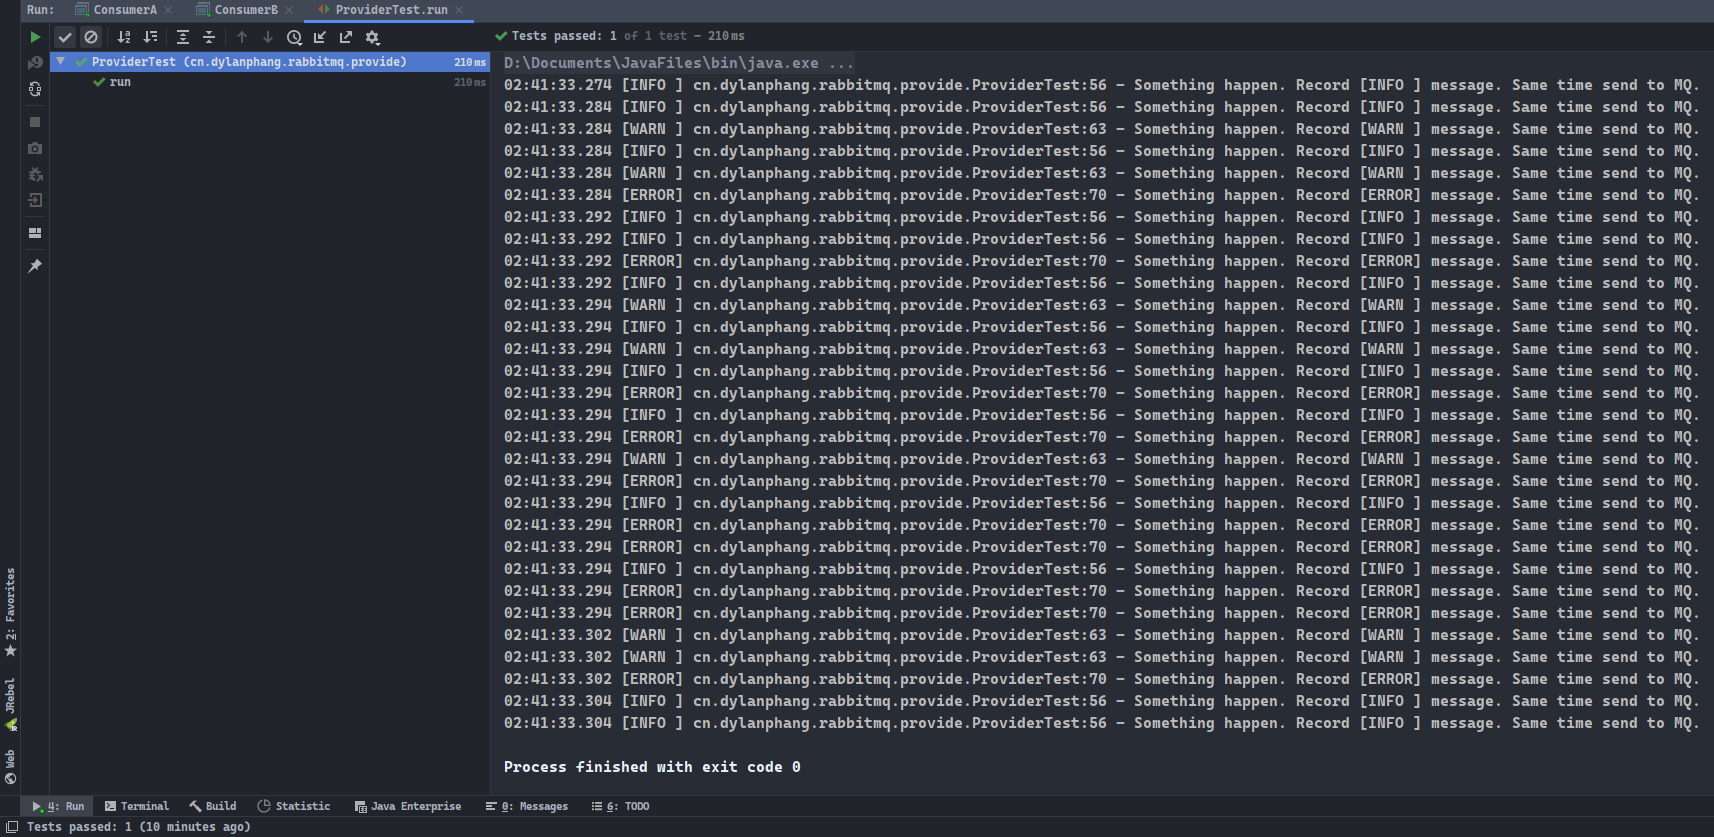 Run: ConsumerA ConsumerB ProviderTest.run
Tests passed: 1 of 1 test – 210 ms
ProviderTest (cn.dylanphang.rabbitmq.provide) 210 ms
run 210 ms
D:\Documents\JavaFiles\bin\java.exe ...
02:41:33.274 [INFO ] cn.dylanphang.rabbitmq.provide.ProviderTest:56 - Something happen. Record [INFO ] message. Same time send to MQ.
02:41:33.284 [INFO ] cn.dylanphang.rabbitmq.provide.ProviderTest:56 - Something happen. Record [INFO ] message. Same time send to MQ.
02:41:33.284 [WARN ] cn.dylanphang.rabbitmq.provide.ProviderTest:63 - Something happen. Record [WARN ] message. Same time send to MQ.
02:41:33.284 [INFO ] cn.dylanphang.rabbitmq.provide.ProviderTest:56 - Something happen. Record [INFO ] message. Same time send to MQ.
02:41:33.284 [WARN ] cn.dylanphang.rabbitmq.provide.ProviderTest:63 - Something happen. Record [WARN ] message. Same time send to MQ.
02:41:33.284 [ERROR] cn.dylanphang.rabbitmq.provide.ProviderTest:70 - Something happen. Record [ERROR] message. Same time send to MQ.
02:41:33.292 [INFO ] cn.dylanphang.rabbitmq.provide.ProviderTest:56 - Something happen. Record [INFO ] message. Same time send to MQ.
02:41:33.292 [INFO ] cn.dylanphang.rabbitmq.provide.ProviderTest:56 - Something happen. Record [INFO ] message. Same time send to MQ.
02:41:33.292 [ERROR] cn.dylanphang.rabbitmq.provide.ProviderTest:70 - Something happen. Record [ERROR] message. Same time send to MQ.
02:41:33.292 [INFO ] cn.dylanphang.rabbitmq.provide.ProviderTest:56 - Something happen. Record [INFO ] message. Same time send to MQ.
02:41:33.294 [WARN ] cn.dylanphang.rabbitmq.provide.ProviderTest:63 - Something happen. Record [WARN ] message. Same time send to MQ.
02:41:33.294 [INFO ] cn.dylanphang.rabbitmq.provide.ProviderTest:56 - Something happen. Record [INFO ] message. Same time send to MQ.
02:41:33.294 [WARN ] cn.dylanphang.rabbitmq.provide.ProviderTest:63 - Something happen. Record [WARN ] message. Same time send to MQ.
02:41:33.294 [INFO ] cn.dylanphang.rabbitmq.provide.ProviderTest:56 - Something happen. Record [INFO ] message. Same time send to MQ.
02:41:33.294 [ERROR] cn.dylanphang.rabbitmq.provide.ProviderTest:70 - Something happen. Record [ERROR] message. Same time send to MQ.
02:41:33.294 [INFO ] cn.dylanphang.rabbitmq.provide.ProviderTest:56 - Something happen. Record [INFO ] message. Same time send to MQ.
02:41:33.294 [ERROR] cn.dylanphang.rabbitmq.provide.ProviderTest:70 - Something happen. Record [ERROR] message. Same time send to MQ.
02:41:33.294 [WARN ] cn.dylanphang.rabbitmq.provide.ProviderTest:63 - Something happen. Record [WARN ] message. Same time send to MQ.
02:41:33.294 [ERROR] cn.dylanphang.rabbitmq.provide.ProviderTest:70 - Something happen. Record [ERROR] message. Same time send to MQ.
02:41:33.294 [INFO ] cn.dylanphang.rabbitmq.provide.ProviderTest:56 - Something happen. Record [INFO ] message. Same time send to MQ.
02:41:33.294 [ERROR] cn.dylanphang.rabbitmq.provide.ProviderTest:70 - Something happen. Record [ERROR] message. Same time send to MQ.
02:41:33.294 [ERROR] cn.dylanphang.rabbitmq.provide.ProviderTest:70 - Something happen. Record [ERROR] message. Same time send to MQ.
02:41:33.294 [INFO ] cn.dylanphang.rabbitmq.provide.ProviderTest:56 - Something happen. Record [INFO ] message. Same time send to MQ.
02:41:33.294 [ERROR] cn.dylanphang.rabbitmq.provide.ProviderTest:70 - Something happen. Record [ERROR] message. Same time send to MQ.
02:41:33.294 [ERROR] cn.dylanphang.rabbitmq.provide.ProviderTest:70 - Something happen. Record [ERROR] message. Same time send to MQ.
02:41:33.302 [WARN ] cn.dylanphang.rabbitmq.provide.ProviderTest:63 - Something happen. Record [WARN ] message. Same time send to MQ.
02:41:33.302 [WARN ] cn.dylanphang.rabbitmq.provide.ProviderTest:63 - Something happen. Record [WARN ] message. Same time send to MQ.
02:41:33.302 [ERROR] cn.dylanphang.rabbitmq.provide.ProviderTest:70 - Something happen. Record [ERROR] message. Same time send to MQ.
02:41:33.304 [INFO ] cn.dylanphang.rabbitmq.provide.ProviderTest:56 - Something happen. Record [INFO ] message. Same time send to MQ.
02:41:33.304 [INFO ] cn.dylanphang.rabbitmq.provide.ProviderTest:56 - Something happen. Record [INFO ] message. Same time send to MQ.
Process finished with exit code 0
2: Favorites
JRebel
Web
4: Run Terminal Build Statistic Java Enterprise 0: Messages 6: TODO
Tests passed: 1 (10 minutes ago)